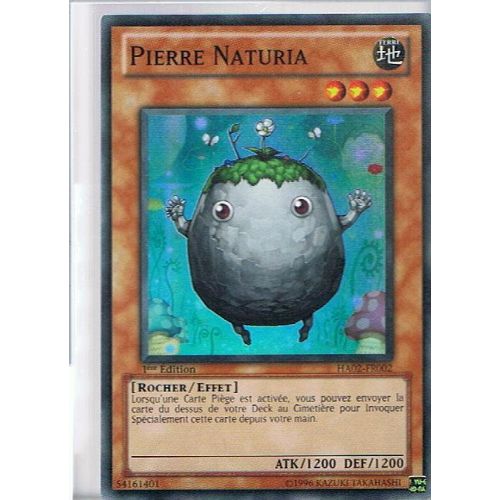 PIERRE NATURIA
TERRE
地
1ère Edition
HA02-FR002
[ROCHER/EFFET]
Lorsqu'une Carte Piège est activée, vous pouvez envoyer la
carte du dessus de votre Deck au Cimetière pour Invoquer
Spécialement cette carte depuis votre main.
ATK/1200 DEF/1200
54161401
©1996 KAZUKI TAKAHASHI